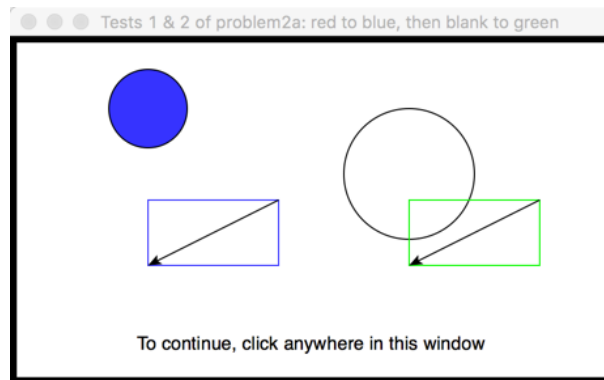 Tests 1 & 2 of problem2a: red to blue, then blank to green
To continue, click anywhere in this window